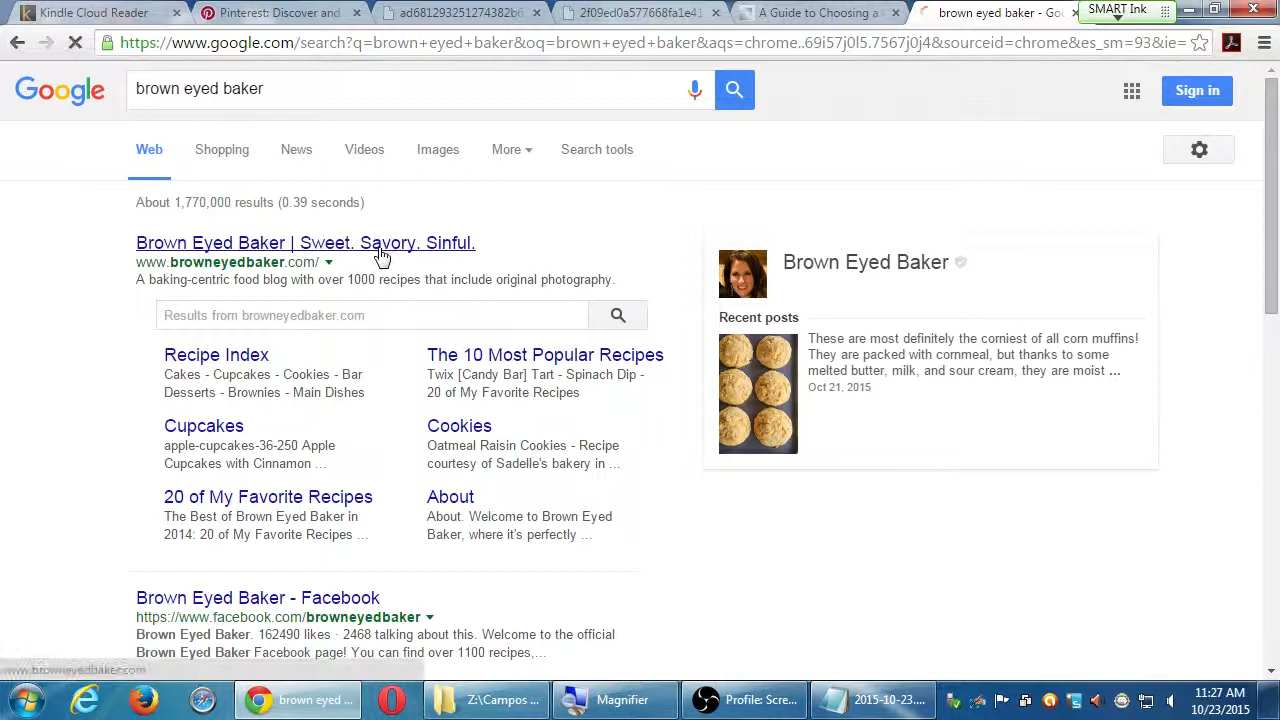 Kindle Cloud Reader
Pinterest: Discover and
ad681293251274382b6
2f09ed0a577668fa1e41
A Guide to Choosing a
brown eyed baker - Goo
SMART Ink
https://www.google.com/search?q=brown+eyed+baker&oq=brown+eyed+baker&aqs=chrome..69i57j0l5.7567j0j4&sourceid=chrome&es_sm=93&ie=
Google
brown eyed baker
Sign in
Web
Shopping
News
Videos
Images
More
Search tools
About 1,770,000 results (0.39 seconds)
Brown Eyed Baker | Sweet. Savory. Sinful.
www.browneyedbaker.com/
A baking-centric food blog with over 1000 recipes that include original photography.
Results from browneyedbaker.com
Recipe Index
Cakes - Cupcakes - Cookies - Bar
Desserts - Brownies - Main Dishes
The 10 Most Popular Recipes
Twix [Candy Bar] Tart - Spinach Dip -
20 of My Favorite Recipes
Cupcakes
apple-cupcakes-36-250 Apple
Cupcakes with Cinnamon ...
Cookies
Oatmeal Raisin Cookies - Recipe
courtesy of Sadelle's bakery in ...
20 of My Favorite Recipes
The Best of Brown Eyed Baker in
2014: 20 of My Favorite Recipes ...
About
About. Welcome to Brown Eyed
Baker, where it's perfectly ...
Brown Eyed Baker - Facebook
https://www.facebook.com/browneyedbaker
Brown Eyed Baker. 162490 likes · 2468 talking about this. Welcome to the official
Brown Eyed Baker Facebook page! You can find over 1100 recipes,...
Brown Eyed Baker
Recent posts
These are most definitely the corniest of all corn muffins!
They are packed with cornmeal, but thanks to some
melted butter, milk, and sour cream, they are moist ...
Oct 21, 2015
www.browneyedbaker.com
brown eyed ...
Z:\Campos ...
Magnifier
Profile: Scre...
2015-10-23....
11:27 AM
10/23/2015